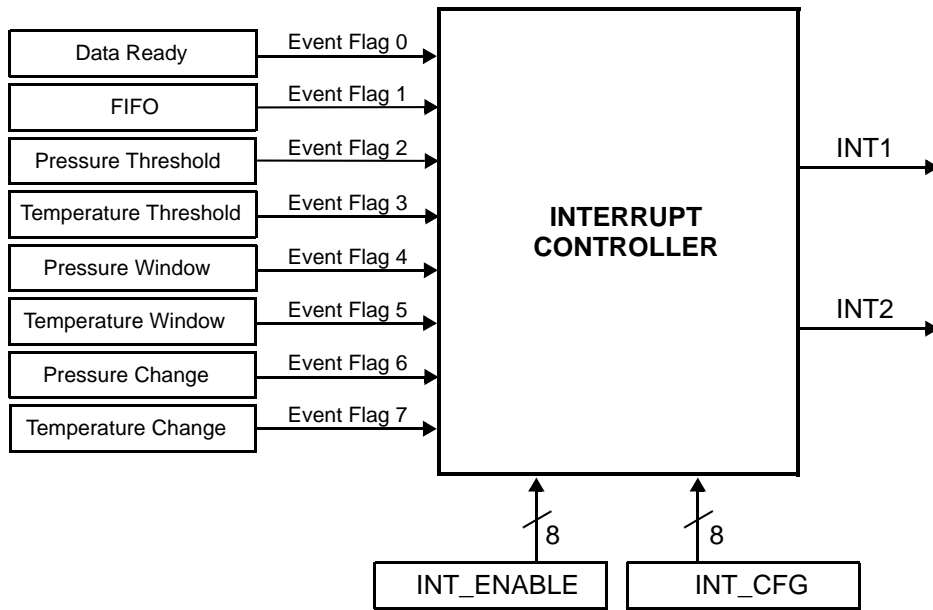 Data Ready
Event Flag 0
FIFO
Event Flag 1
Pressure Threshold
Event Flag 2
Temperature Threshold
Event Flag 3
Pressure Window
Event Flag 4
Temperature Window
Event Flag 5
Pressure Change
Event Flag 6
Temperature Change
Event Flag 7
INTERRUPT
CONTROLLER
INT1
INT2
8
8
INT_ENABLE
INT_CFG